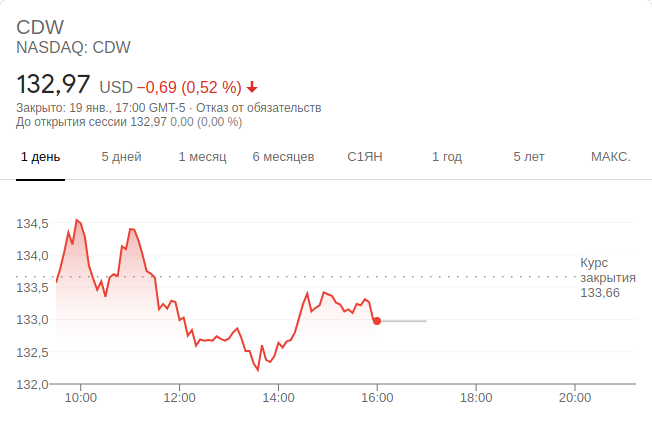 CDW
NASDAQ: CDW
132,97 USD −0,69 (0,52 %)
Закрыто: 19 янв., 17:00 GMT-5 · Отказ от обязательств
До открытия сессии 132,97 0,00 (0,00 %)
1 день 5 дней 1 месяц 6 месяцев С1ЯН 1 год 5 лет МАКС.
134,5
134,0
Курс
закрытия
133,66
133,5
133,0
132,5
132,0
10:00 12:00 14:00 16:00 18:00 20:00